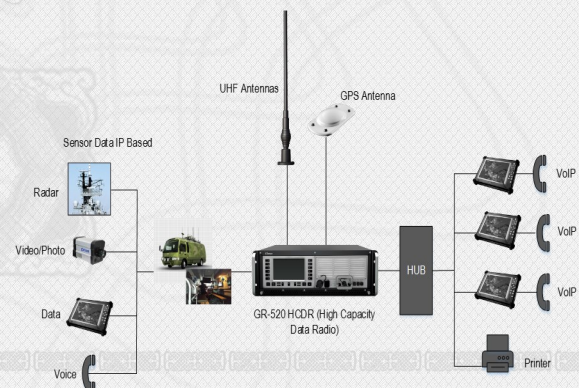 UHF Antennas
GPS Antenna
Sensor Data IP Based
Radar
VoIP
Video/Photo
VoIP
HUB
Data
VoIP
GR-520 HCDR (High Capacity
Data Radio)
Printer
Voice